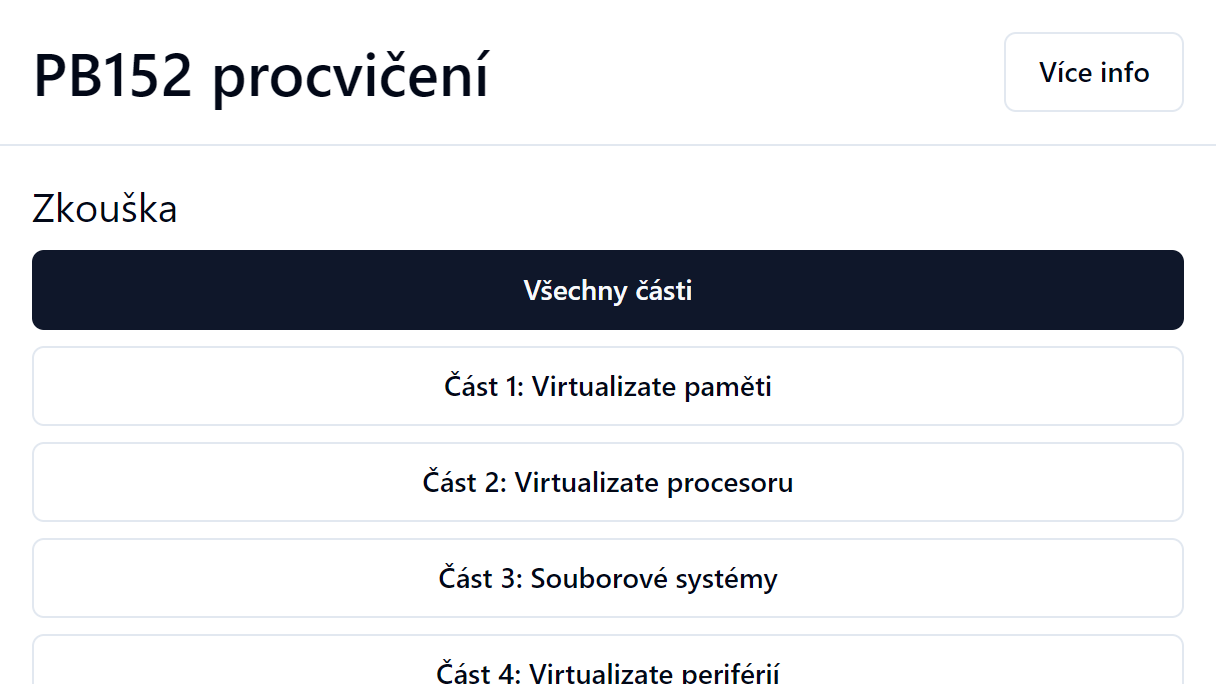 PB152 procvičení
Více info
Zkouška
Všechny části
Část 1: Virtualizate paměti
Část 2: Virtualizate procesoru
Část 3: Souborové systémy
Část 4: Virtualizate periférií